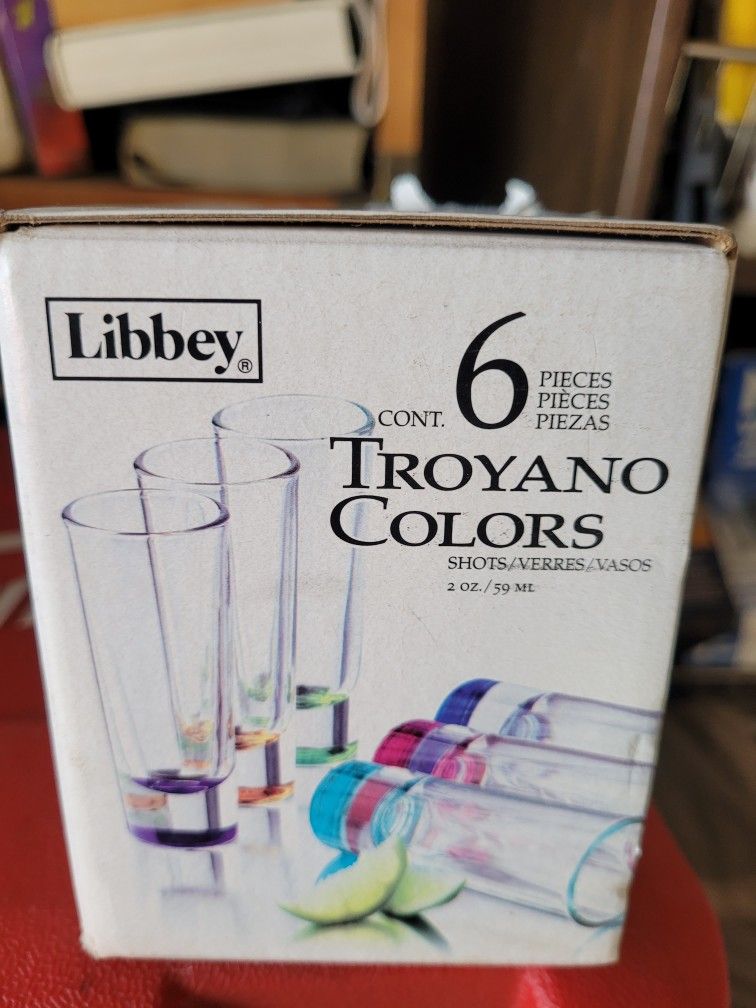 Libbey®
CONT. 6 PIECES
PIÈCES
PIEZAS
TROYANO
COLORS
SHOTS/VERRES/VASOS
2 OZ./59 ML